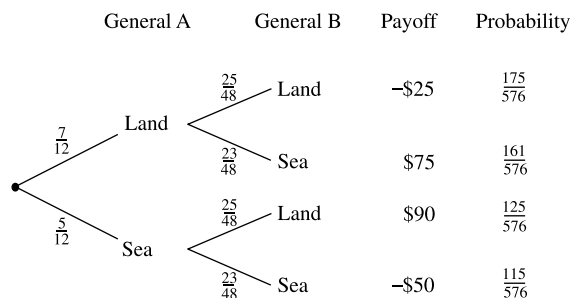 General A General B Payoff Probability
25/48 Land –$25 175/576
7/12 Land
23/48 Sea $75 161/576
25/48 Land $90 125/576
5/12 Sea
23/48 Sea –$50 115/576